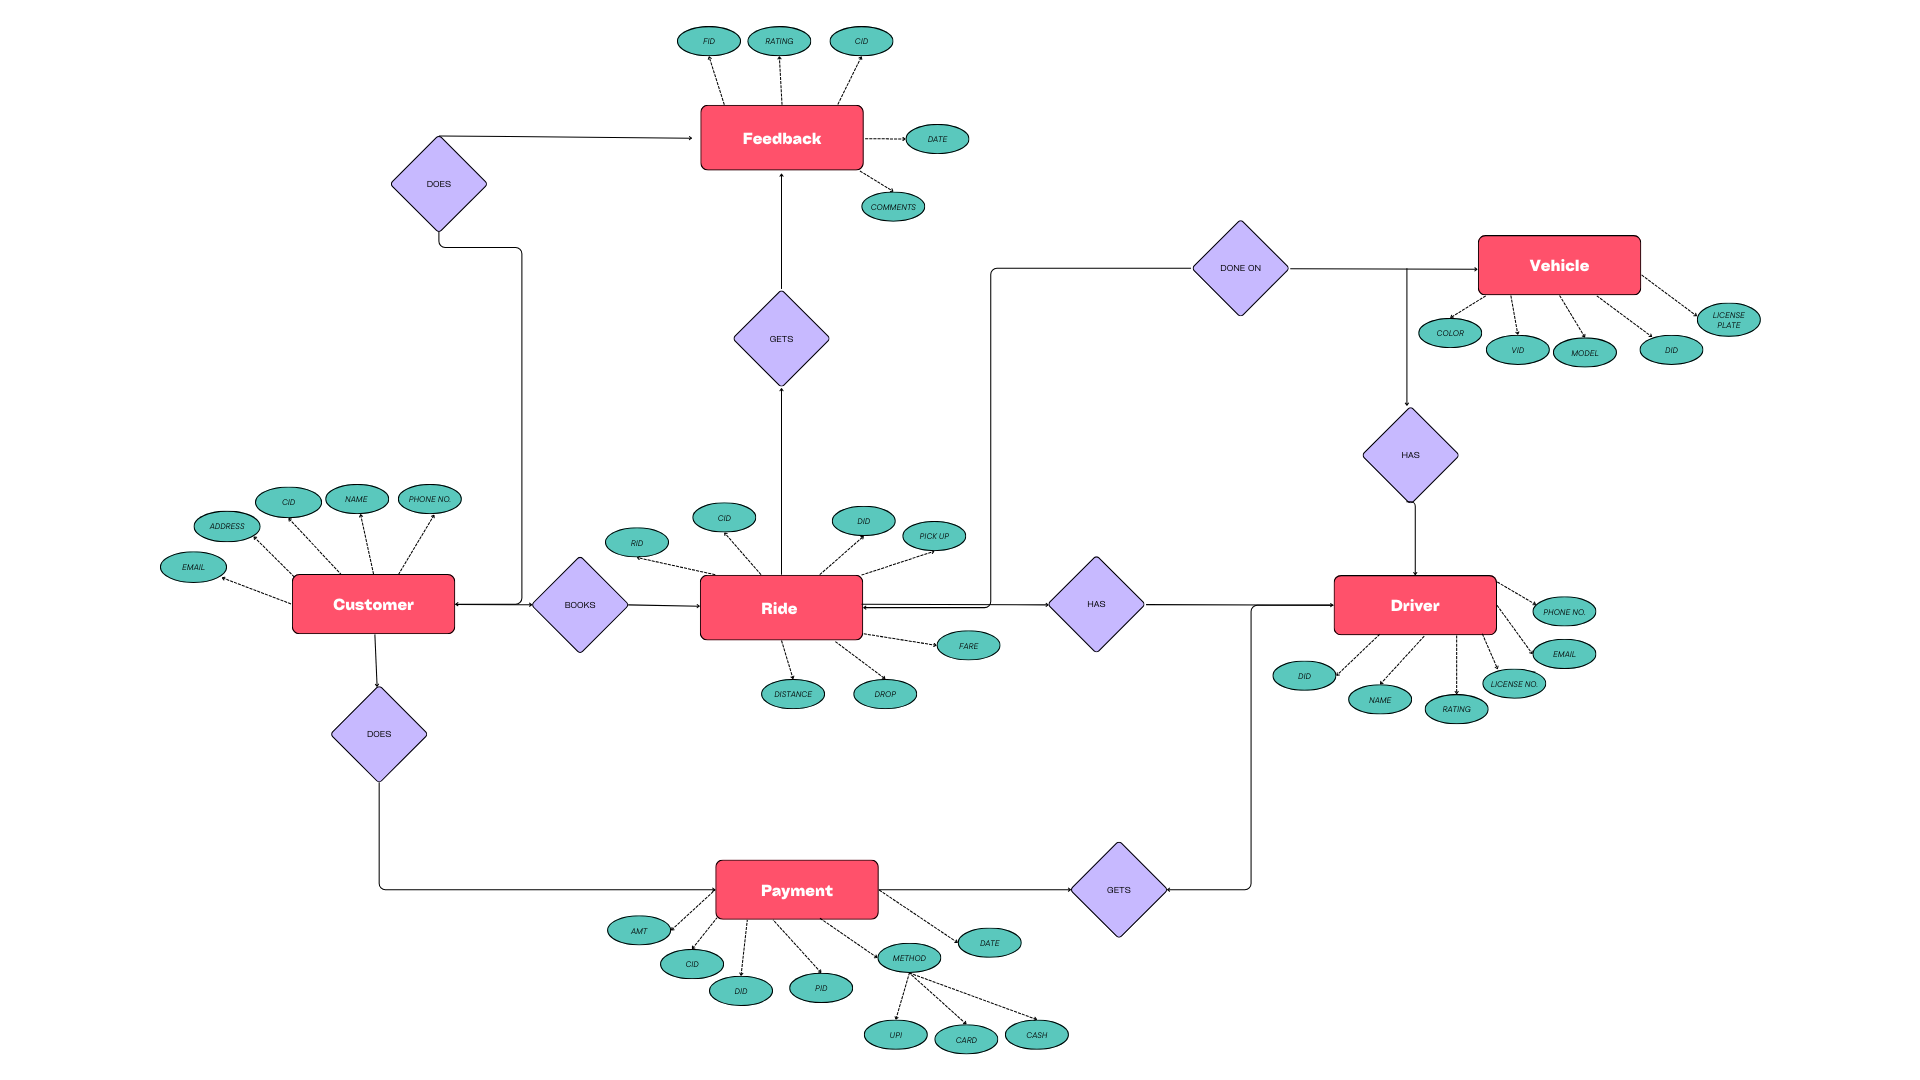 FID
RATING
CID
Feedback
DATE
COMMENTS
DOES
GETS
DONE ON
Vehicle
COLOR
VID
MODEL
DID
LICENSE
PLATE
HAS
EMAIL
ADDRESS
CID
NAME
PHONE NO.
Customer
BOOKS
RID
CID
DID
PICK UP
Ride
FARE
DISTANCE
DROP
HAS
Driver
PHONE NO.
EMAIL
LICENSE NO.
RATING
NAME
DID
DOES
Payment
GETS
AMT
CID
DID
PID
METHOD
DATE
UPI
CARD
CASH